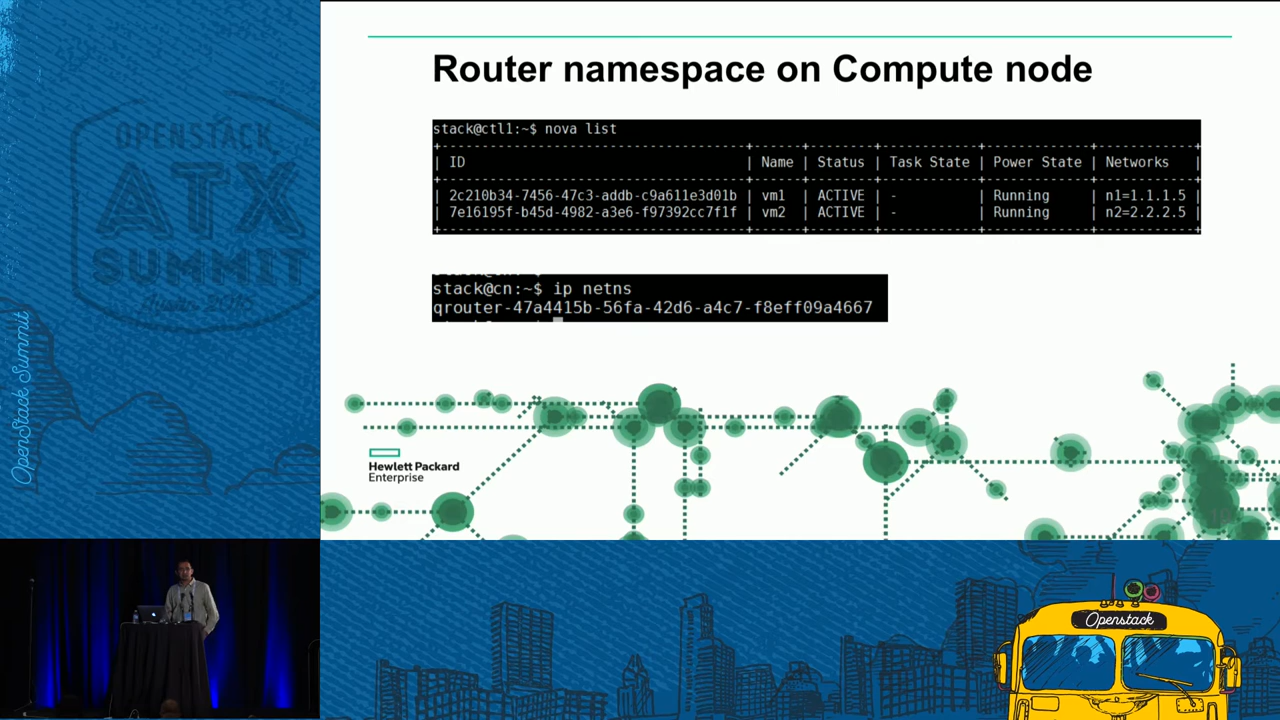 OPENSTACK
ATX
SUMMIT
OpenStack Summit
Router namespace on Compute node
stack@ctl1:~$ nova list
| ID | Name | Status | Task State | Power State | Networks |
| 2c210b34-7456-47c3-addb-c9a611e3d01b | vm1 | ACTIVE | - | Running | n1=1.1.1.5 |
| 7e16195f-b45d-4982-a3e6-f97392cc7f1f | vm2 | ACTIVE | - | Running | n2=2.2.2.5 |
stack@cn:~$ ip netns
qrouter-47a4415b-56fa-42d6-a4c7-f8eff09a4667
Hewlett Packard
Enterprise
Openstack